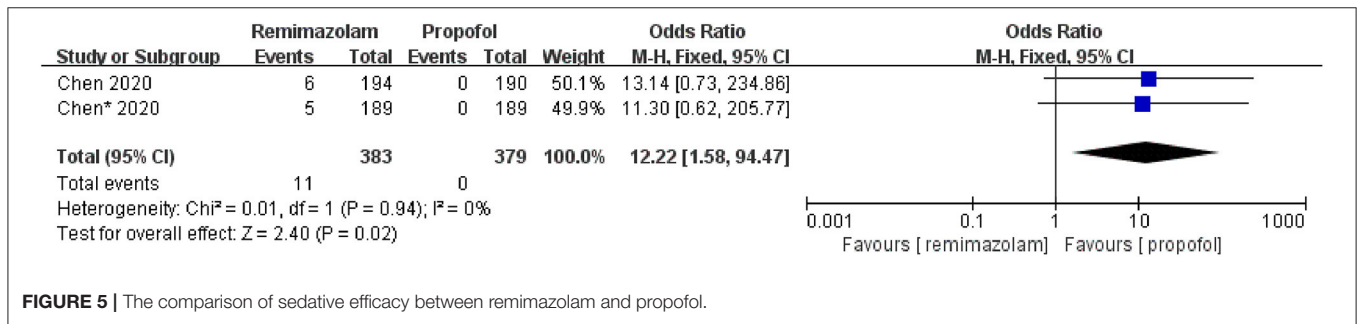 Remimazolam Propofol Odds Ratio Odds Ratio
Study or Subgroup Events Total Events Total Weight M-H, Fixed, 95% CI M-H, Fixed, 95% CI
Chen 2020 6 194 0 190 50.1% 13.14 [0.73, 234.86]
Chen* 2020 5 189 0 189 49.9% 11.30 [0.62, 205.77]
Total (95% CI) 383 379 100.0% 12.22 [1.58, 94.47]
Total events 11 0
Heterogeneity: Chi² = 0.01, df = 1 (P = 0.94); I² = 0%
Test for overall effect: Z = 2.40 (P = 0.02)
0.001 0.1 1 10 1000
Favours [remimazolam] Favours [propofol]
FIGURE 5 | The comparison of sedative efficacy between remimazolam and propofol.